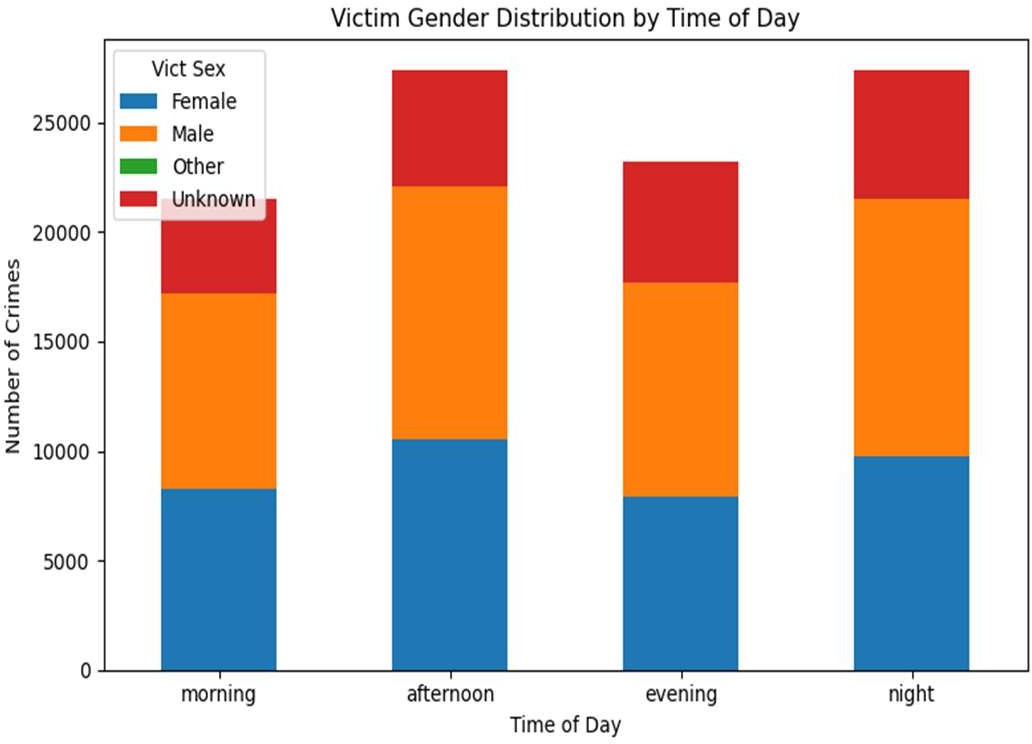 Victim Gender Distribution by Time of Day
Vict Sex
Female
Male
Other
Unknown
25000
20000
15000
10000
5000
0
Number of Crimes
morning afternoon evening night
Time of Day